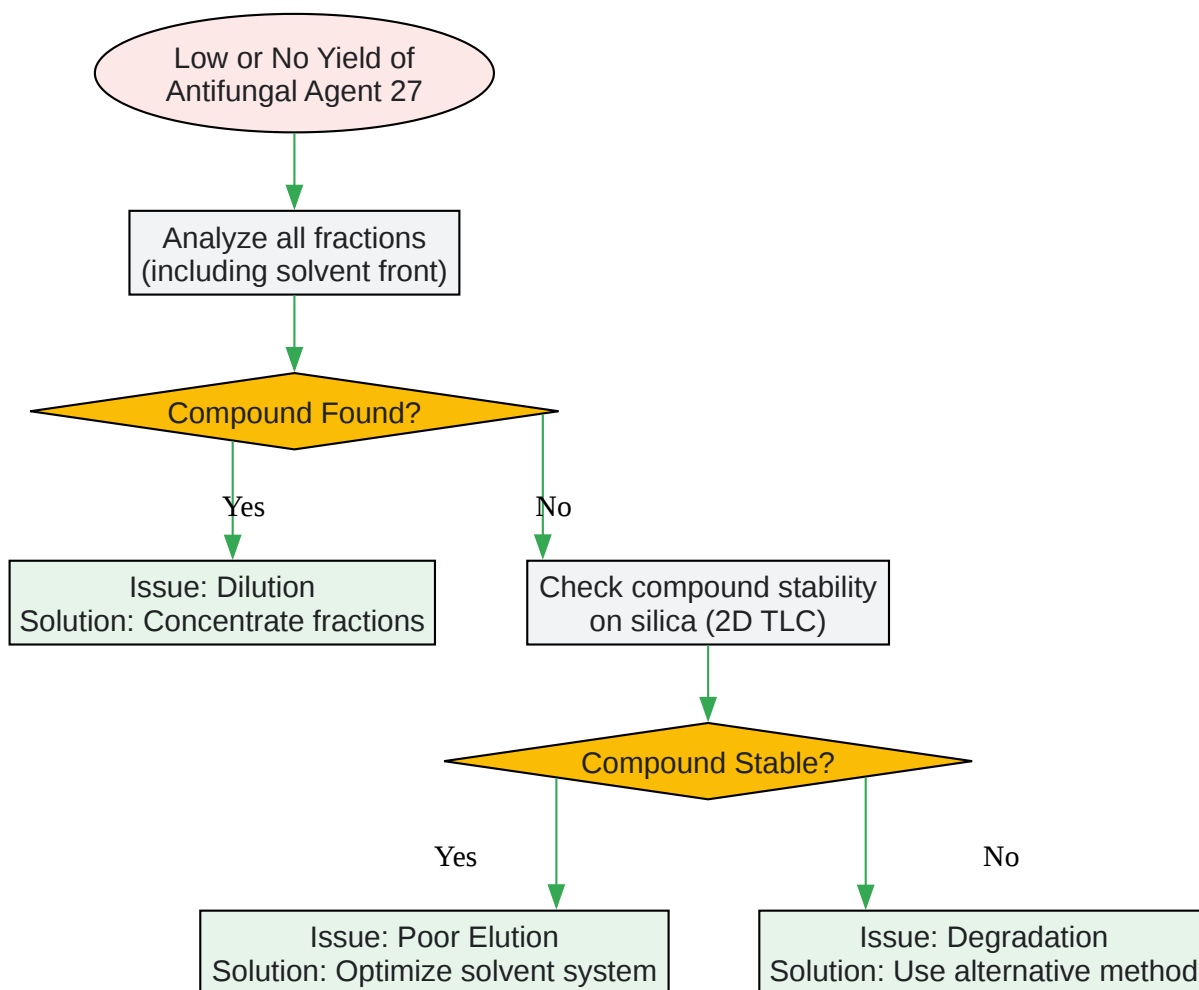 Low or No Yield of
Antifungal Agent 27
Analyze all fractions
(including solvent front)
Compound Found?
Yes
No
Issue: Dilution
Solution: Concentrate fractions
Check compound stability
on silica (2D TLC)
Compound Stable?
Yes
No
Issue: Poor Elution
Solution: Optimize solvent system
Issue: Degradation
Solution: Use alternative method